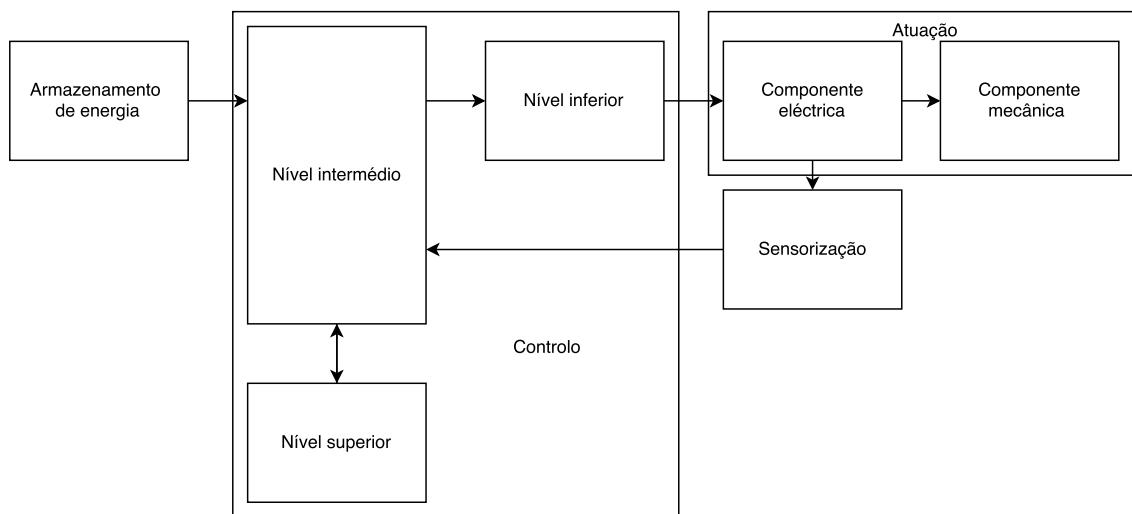 Atuação
Armazenamento
de energia
Nível intermédio
Nível inferior
Componente
eléctrica
Componente
mecânica
Sensorização
Controlo
Nível superior